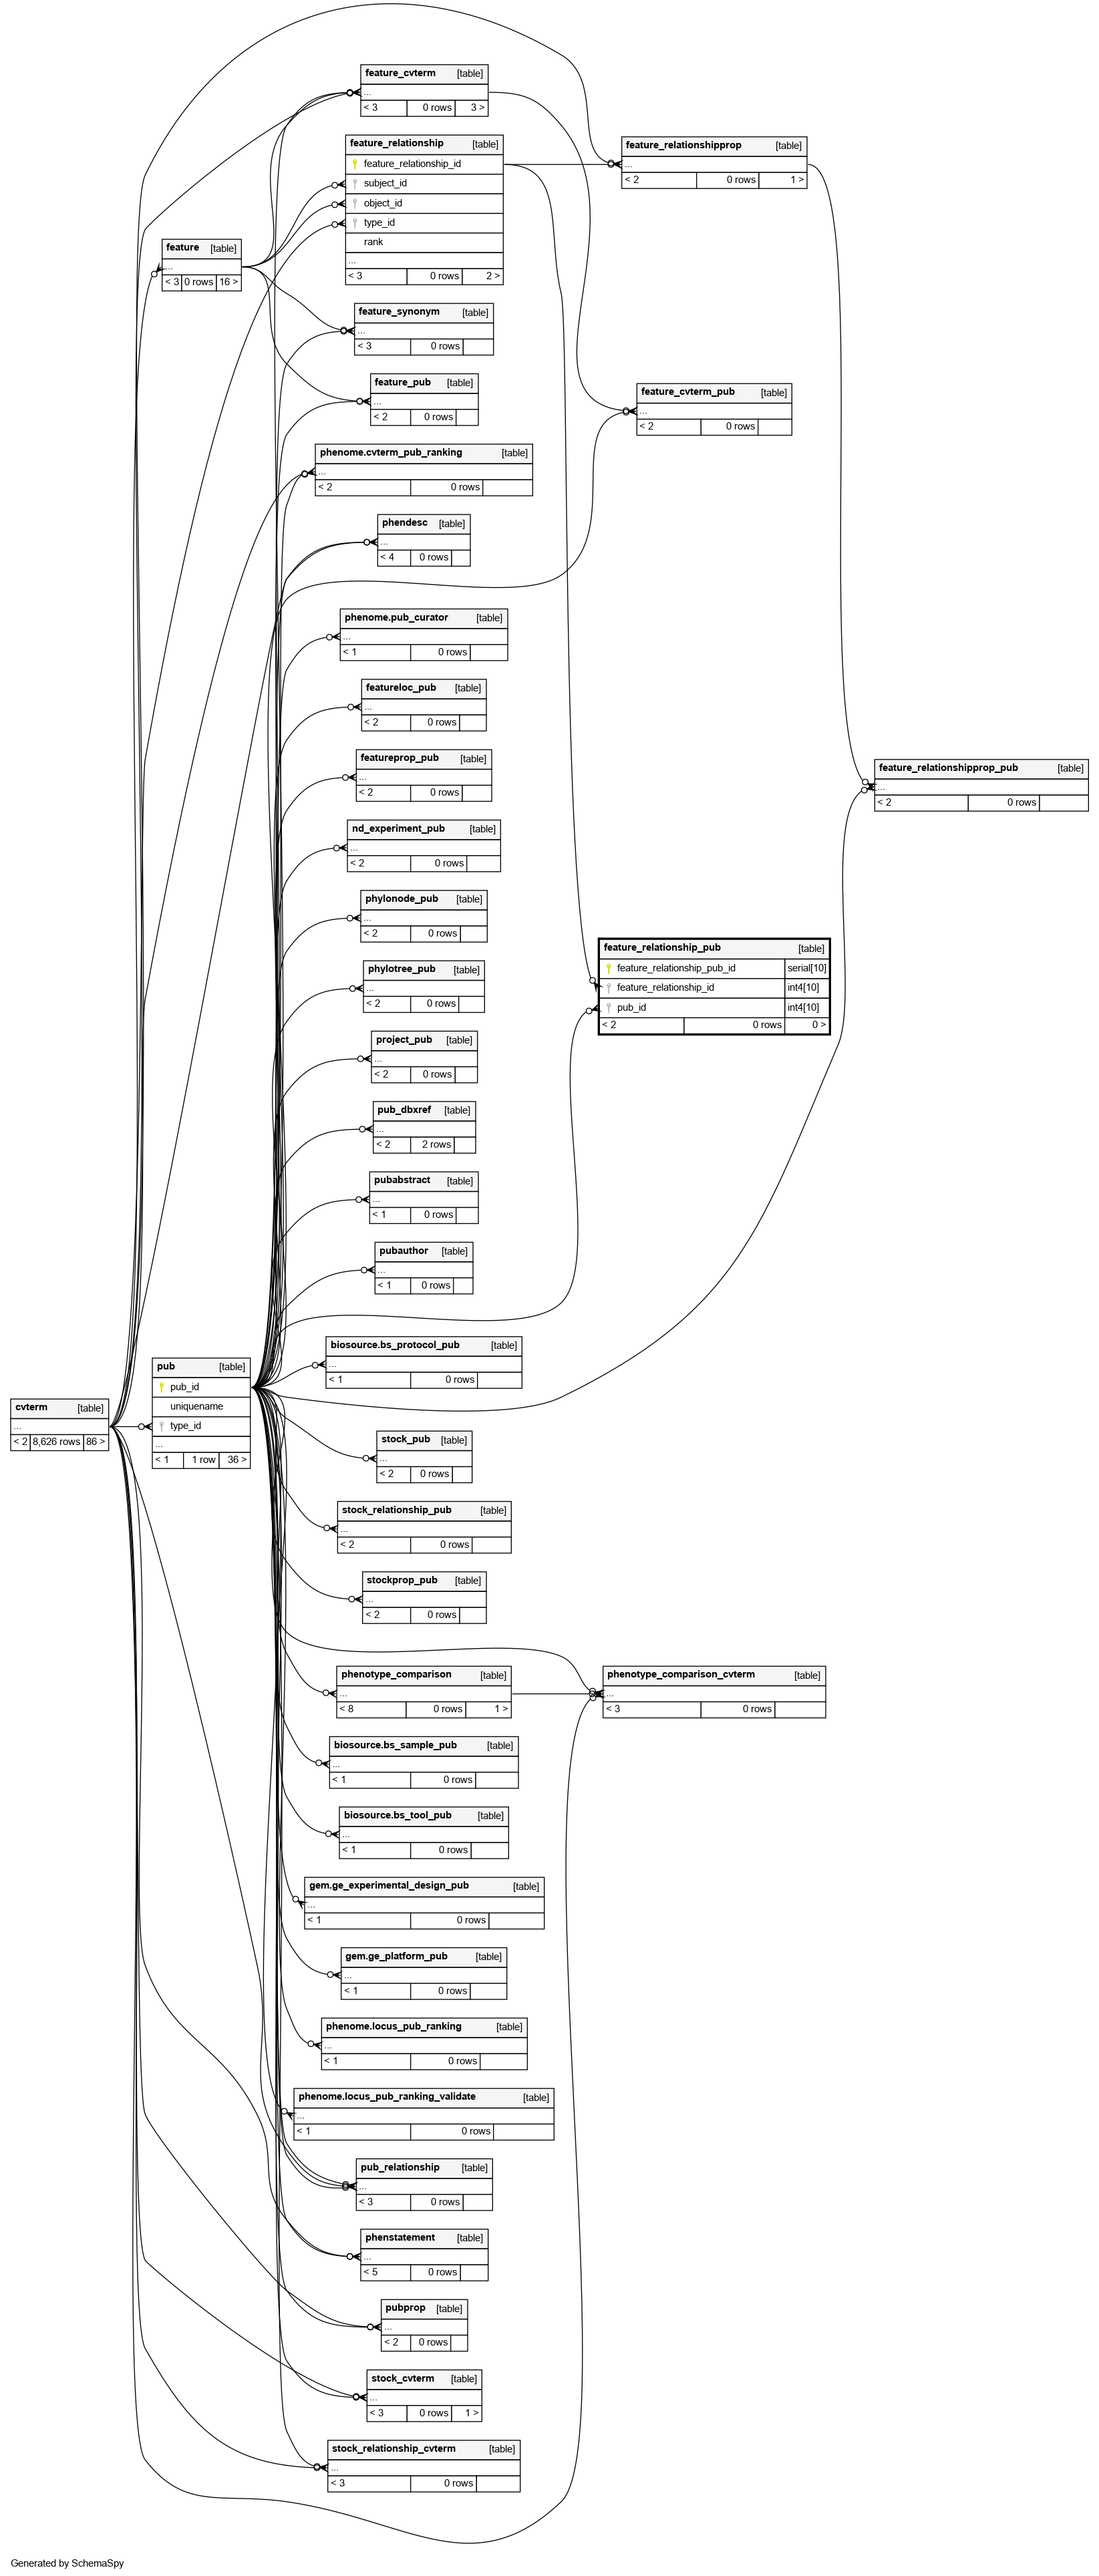 feature_cvterm [table]
...
< 3 0 rows 3 >
feature_relationship [table]
feature_relationship_id
subject_id
object_id
type_id
rank
...
< 3 0 rows 2 >
feature_relationshipprop [table]
...
< 2 0 rows 1 >
feature [table]
...
< 3 0 rows 16 >
feature_synonym [table]
...
< 3 0 rows
feature_pub [table]
...
< 2 0 rows
feature_cvterm_pub [table]
...
< 2 0 rows
phenome.cvterm_pub_ranking [table]
...
< 2 0 rows
phendesc [table]
...
< 4 0 rows
phenome.pub_curator [table]
...
< 1 0 rows
featureloc_pub [table]
...
< 2 0 rows
featureprop_pub [table]
...
< 2 0 rows
feature_relationshipprop_pub [table]
...
< 2 0 rows
nd_experiment_pub [table]
...
< 2 0 rows
phylonode_pub [table]
...
< 2 0 rows
feature_relationship_pub [table]
feature_relationship_pub_id serial[10]
feature_relationship_id int4[10]
pub_id int4[10]
< 2 0 rows 0 >
phylotree_pub [table]
...
< 2 0 rows
project_pub [table]
...
< 2 0 rows
pub_dbxref [table]
...
< 2 2 rows
pubabstract [table]
...
< 1 0 rows
pubauthor [table]
...
< 1 0 rows
biosource.bs_protocol_pub [table]
...
< 1 0 rows
pub [table]
pub_id
uniquename
type_id
...
< 1 1 row 36 >
cvterm [table]
...
< 2 8,626 rows 86 >
stock_pub [table]
...
< 2 0 rows
stock_relationship_pub [table]
...
< 2 0 rows
stockprop_pub [table]
...
< 2 0 rows
phenotype_comparison [table]
...
< 8 0 rows 1 >
phenotype_comparison_cvterm [table]
...
< 3 0 rows
biosource.bs_sample_pub [table]
...
< 1 0 rows
biosource.bs_tool_pub [table]
...
< 1 0 rows
gem.ge_experimental_design_pub [table]
...
< 1 0 rows
gem.ge_platform_pub [table]
...
< 1 0 rows
phenome.locus_pub_ranking [table]
...
< 1 0 rows
phenome.locus_pub_ranking_validate [table]
...
< 1 0 rows
pub_relationship [table]
...
< 3 0 rows
phenstatement [table]
...
< 5 0 rows
pubprop [table]
...
< 2 0 rows
stock_cvterm [table]
...
< 3 0 rows 1 >
stock_relationship_cvterm [table]
...
< 3 0 rows
Generated by SchemaSpy